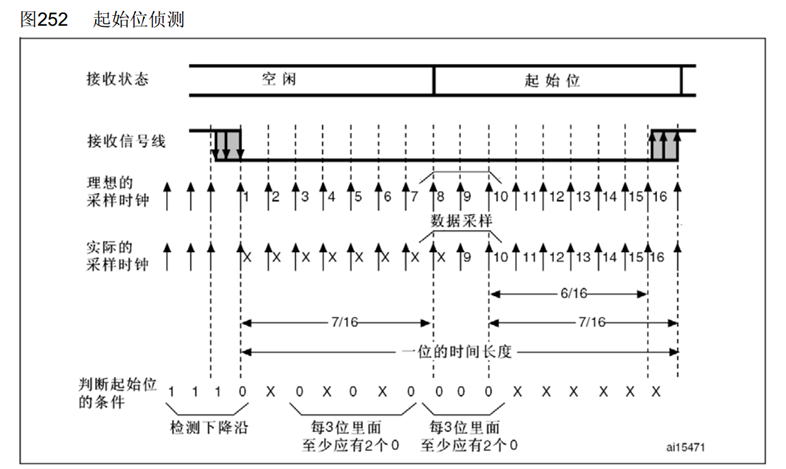 图252 起始位侦测
接收状态 空闲 起始位
接收信号线
理想的
采样时钟
1 2 3 4 5 6 7 8 9 10 11 12 13 14 15 16
数据采样
实际的
采样时钟
X X X X X X X X 9 10 11 12 13 14 15 16
6/16
7/16 7/16
一位的时间长度
判断起始位
的条件
1 1 1 0 X 0 X 0 X 0 0 0 0 X X X X X X
检测下降沿
每3位里面
至少应有2个0
每3位里面
至少应有2个0
ai15471